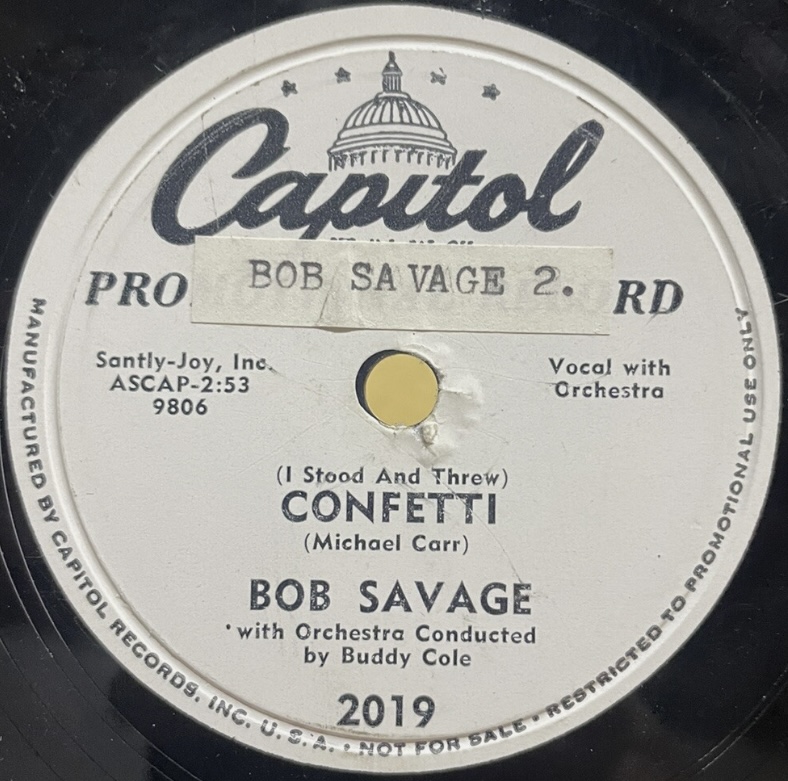 Capitol
BOB SAVAGE 2.
PRO RD
Santly-Joy, Inc.
ASCAP-2:53
9806
Vocal with
Orchestra
(I Stood And Threw)
CONFETTI
(Michael Carr)
BOB SAVAGE
with Orchestra Conducted
by Buddy Cole
2019
MANUFACTURED BY CAPITOL RECORDS, INC. U. S. A. • NOT FOR SALE • RESTRICTED TO PROMOTIONAL USE ONLY